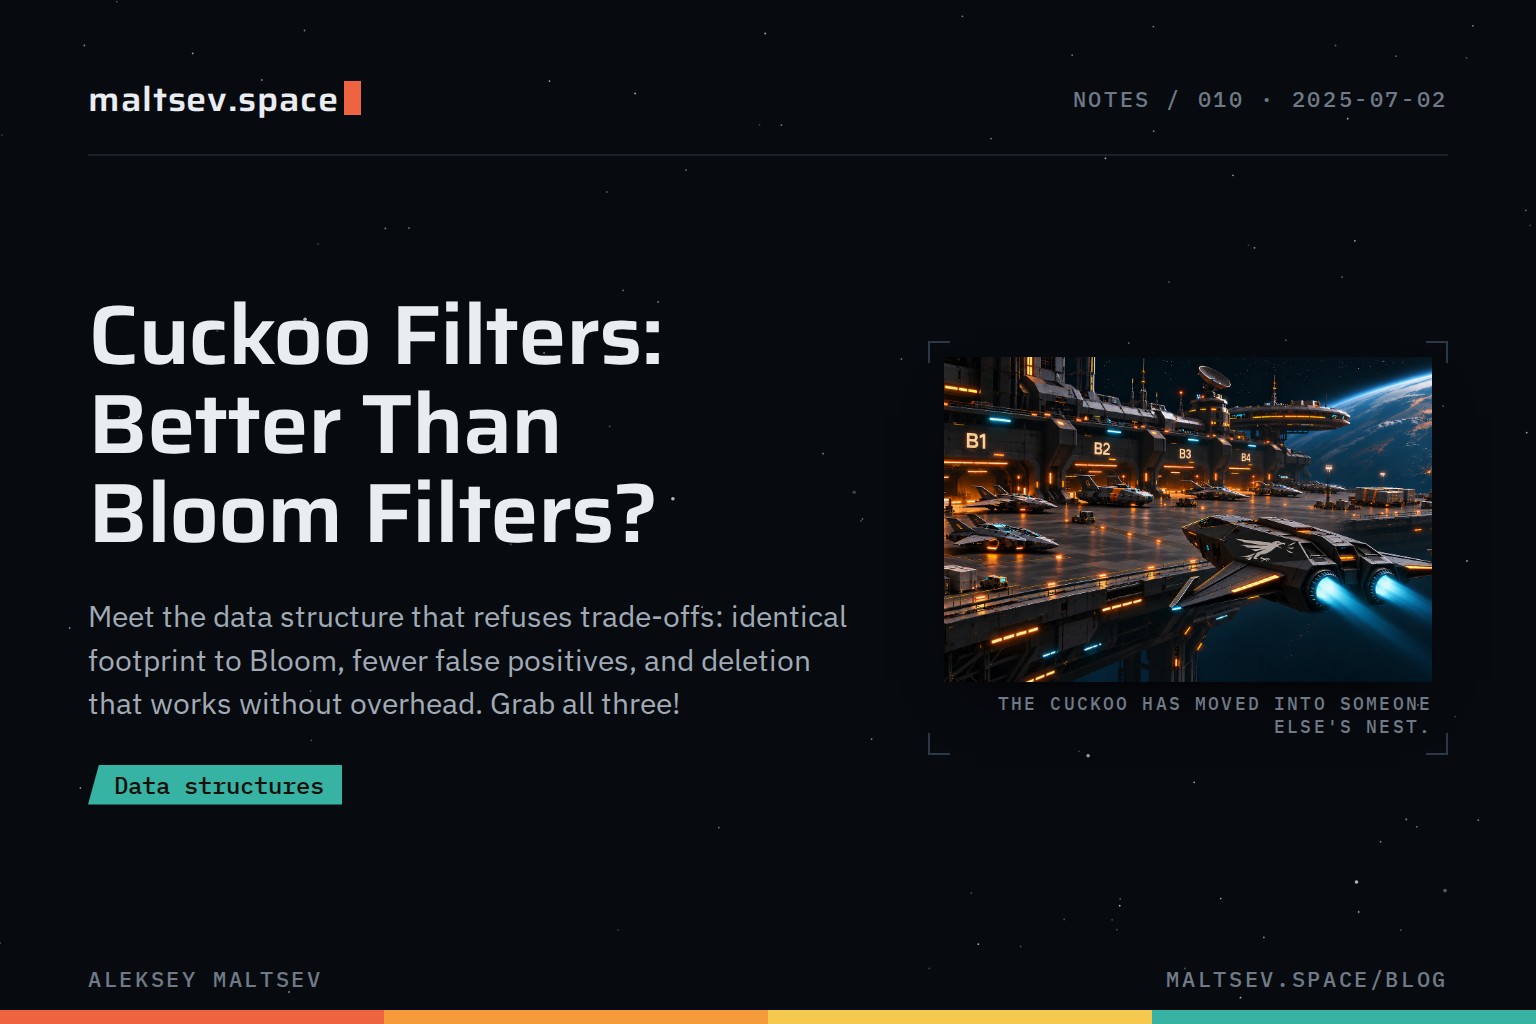 maltsev.space
NOTES / 010 • 2025-07-02
Cuckoo Filters:
Better Than
Bloom Filters?
Meet the data structure that refuses trade-offs: identical
footprint to Bloom, fewer false positives, and deletion
that works without overhead. Grab all three!
Data structures
B1
B2
B3
B4
THE CUCKOO HAS MOVED INTO SOMEONE
ELSE'S NEST.
ALEKSEY MALTSEV
MALTSEV.SPACE/BLOG